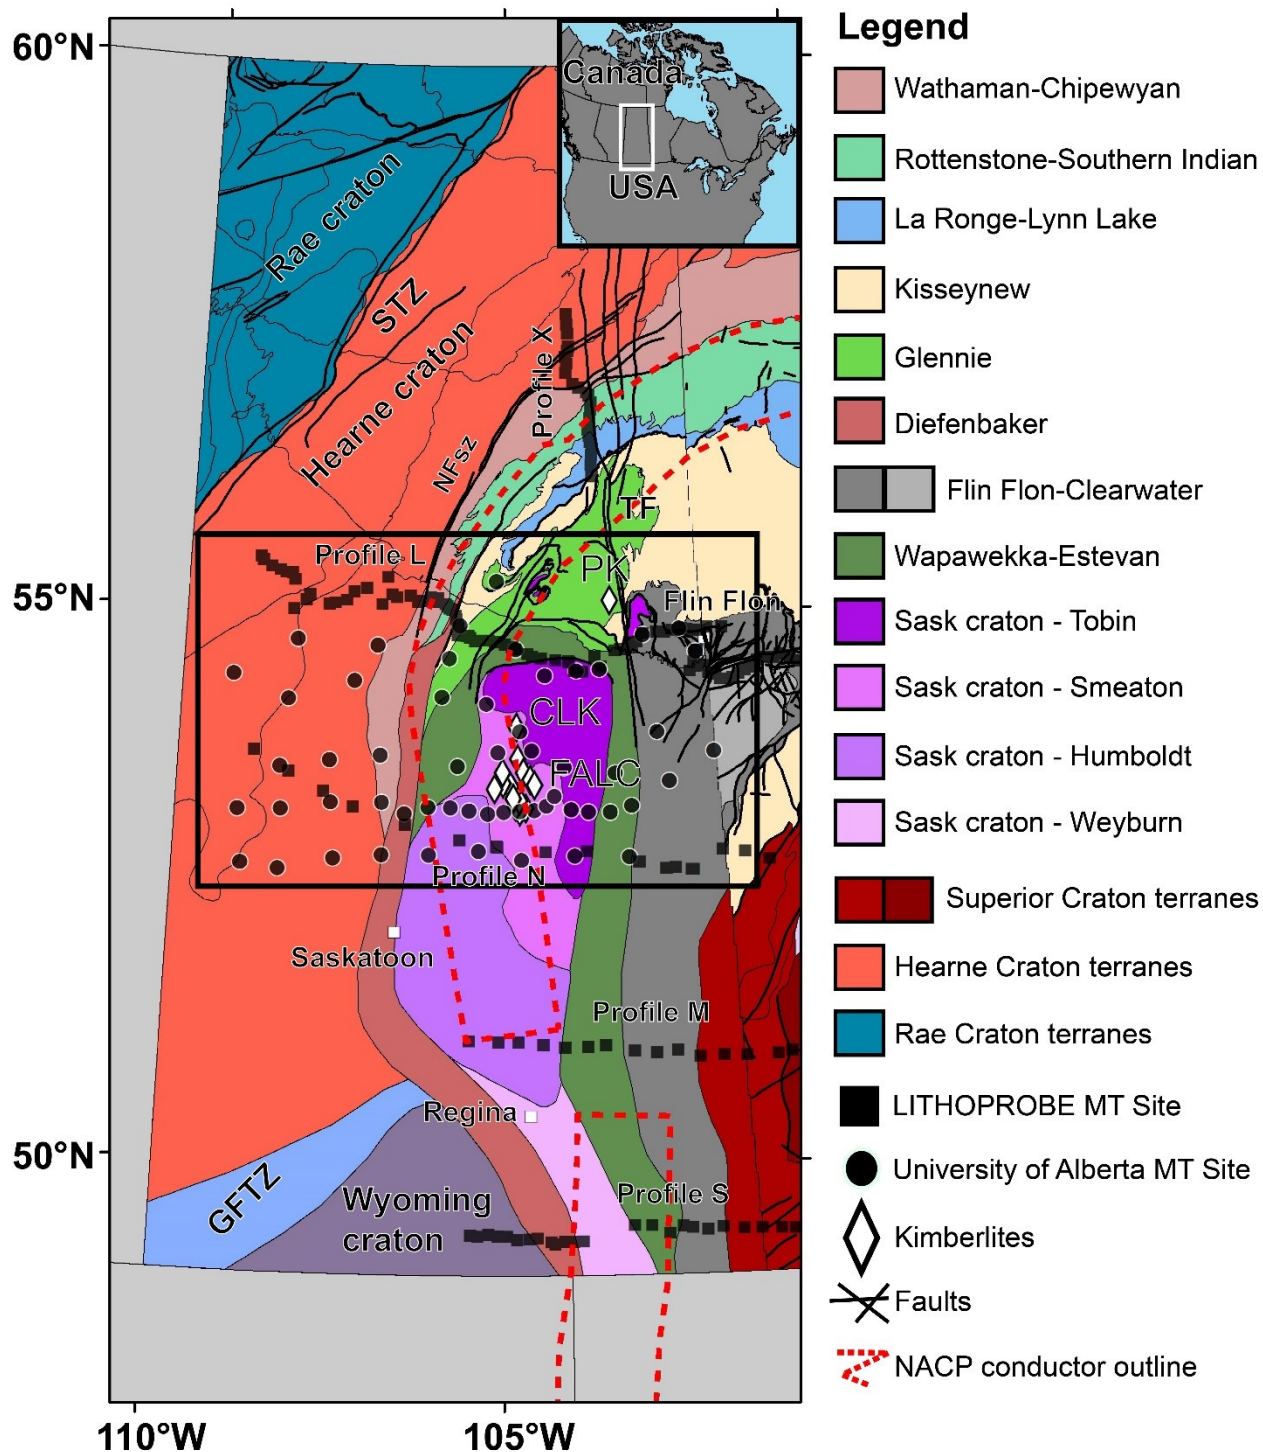 60°N
55°N
50°N
110°W
105°W
Canada
USA
Rae craton
STZ
Hearne craton
Profile X
NFsz
TF
Profile L
PK
Flin Flon
CLK
FALC
Profile N
Saskatoon
Profile M
Regina
GFTZ
Wyoming
craton
Profile S
Legend
Wathaman-Chipewyan
Rottenstone-Southern Indian
La Ronge-Lynn Lake
Kisseynew
Glennie
Diefenbaker
Flin Flon-Clearwater
Wapawekka-Estevan
Sask craton - Tobin
Sask craton - Smeaton
Sask craton - Humboldt
Sask craton - Weyburn
Superior Craton terranes
Hearne Craton terranes
Rae Craton terranes
LITHOPROBE MT Site
University of Alberta MT Site
Kimberlites
Faults
NACP conductor outline